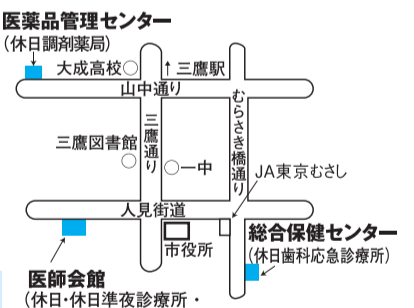 医薬品管理センター
(休日調剤薬局)
大成高校
↑三鷹駅
山中通り
三鷹通り
むらさき橋通り
三鷹図書館
一中
JA東京むさし
人見街道
市役所
総合保健センター
(休日歯科応急診療所)
医師会館
(休日・休日準夜診療所・